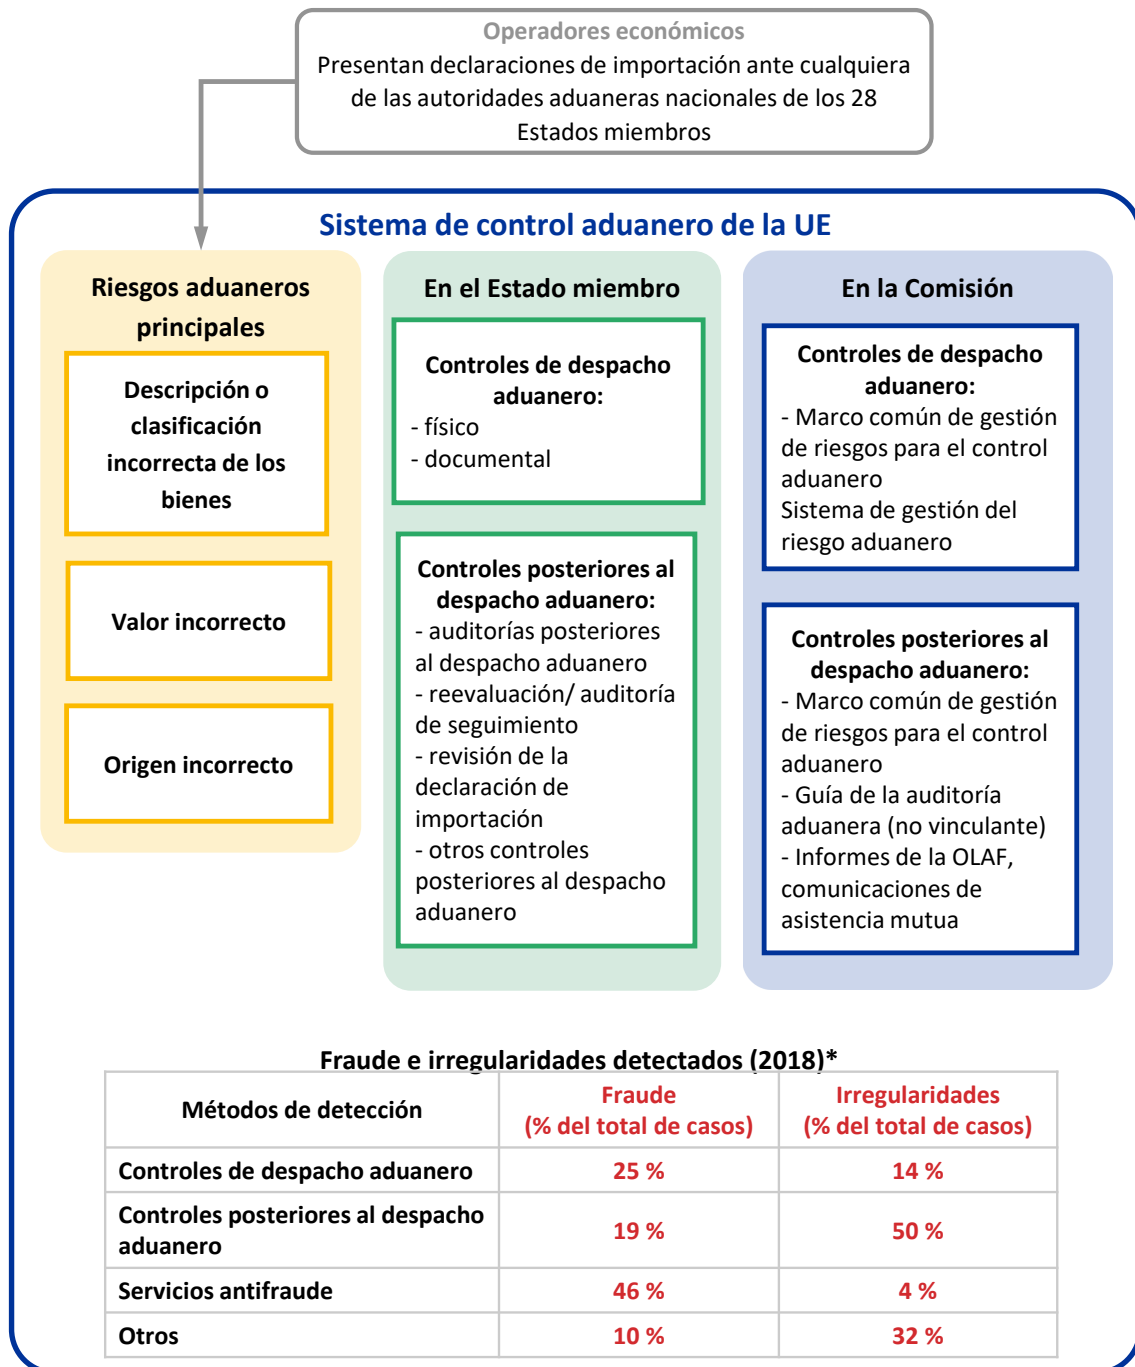 Operadores económicos
Presentan declaraciones de importación ante cualquiera
de las autoridades aduaneras nacionales de los 28
Estados miembros
Sistema de control aduanero de la UE
Riesgos aduaneros
principales
Descripción o
clasificación
incorrecta de los
bienes
Valor incorrecto
Origen incorrecto
En el Estado miembro
Controles de despacho
aduanero:
- físico
- documental
Controles posteriores al
despacho aduanero:
- auditorías posteriores
al despacho aduanero
- reevaluación/ auditoría
de seguimiento
- revisión de la
declaración de
importación
- otros controles
posteriores al despacho
aduanero
En la Comisión
Controles de despacho
aduanero:
- Marco común de gestión
de riesgos para el control
aduanero
Sistema de gestión del
riesgo aduanero
Controles posteriores al
despacho aduanero:
- Marco común de gestión
de riesgos para el control
aduanero
- Guía de la auditoría
aduanera (no vinculante)
- Informes de la OLAF,
comunicaciones de
asistencia mutua
Fraude e irregularidades detectados (2018)*
Métodos de detección
Fraude
(% del total de casos)
Irregularidades
(% del total de casos)
Controles de despacho aduanero
25 %
14 %
Controles posteriores al despacho
aduanero
19 %
50 %
Servicios antifraude
46 %
4 %
Otros
10 %
32 %